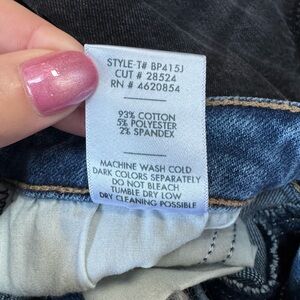 STYLE-T# BP415J
CUT # 28524
RN # 4620854
93% COTTON
5% POLYESTER
2% SPANDEX
MACHINE WASH COLD
DARK COLORS SEPARATELY
DO NOT BLEACH
TUMBLE DRY LOW
DRY CLEANING POSSIBLE